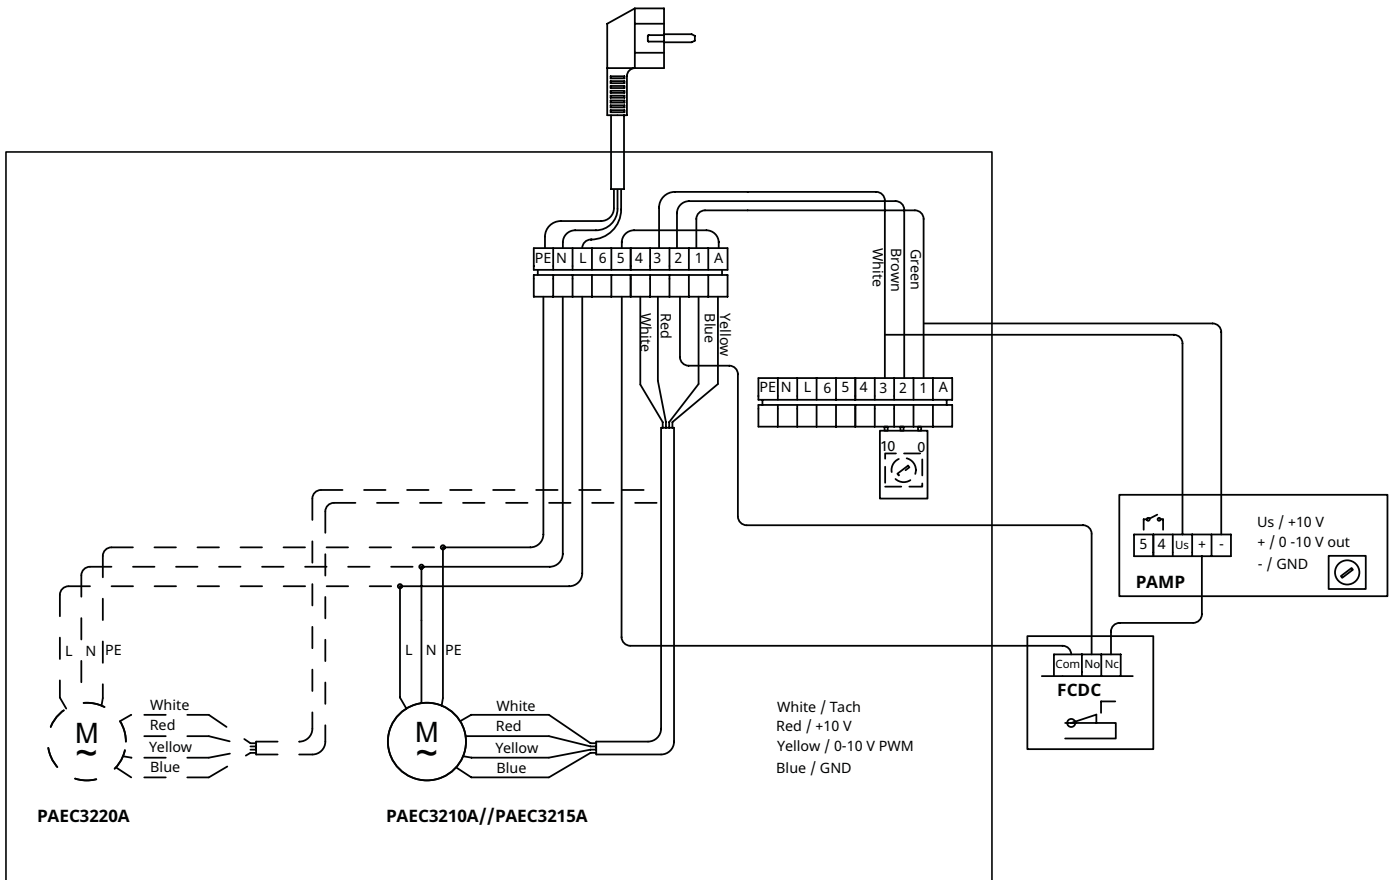 PE N L 6 5 4 3 2 1 A
White
Red
Blue
Yellow
White
Brown
Green
PE N L 6 5 4 3 2 1 A
10 0
5 4 Us + -
Us / +10 V
+ / 0 -10 V out
- / GND
PAMP
Com No Nc
FCDC
L N PE
L N PE
M
~
White
Red
Yellow
Blue
M
~
White
Red
Yellow
Blue
White / Tach
Red / +10 V
Yellow / 0-10 V PWM
Blue / GND
PAEC3220A
PAEC3210A//PAEC3215A